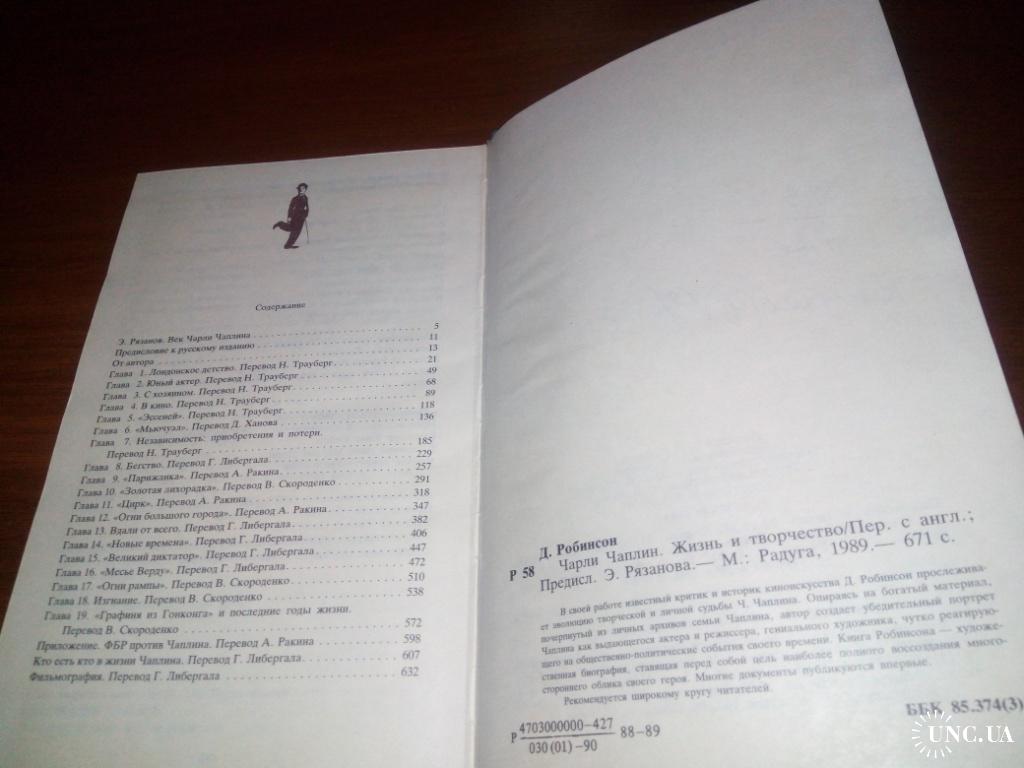 Содержание
Э. Рязанов. Век Чарли Чаплина 5
Предисловие к русскому изданию 11
От автора 13
Глава 1. Лондонское детство. Перевод Н. Трауберг 21
Глава 2. Юный актер. Перевод Н. Трауберг 49
Глава 3. С хозяином. Перевод Н. Трауберг 68
Глава 4. В кино. Перевод Н. Трауберг 89
Глава 5. «Эссеней». Перевод Н. Трауберг 118
Глава 6. «Мьючуэл». Перевод Д. Ханова 136
Глава 7. Независимость: приобретения и потери.
Перевод Н. Трауберг 185
Глава 8. Бегство. Перевод Г. Либергала 229
Глава 9. «Парижанка». Перевод А. Ракина 257
Глава 10. «Золотая лихорадка». Перевод В. Скороденко 291
Глава 11. «Цирк». Перевод А. Ракина 318
Глава 12. «Огни большого города». Перевод А. Ракина 347
Глава 13. Вдали от всего. Перевод Г. Либергала 382
Глава 14. «Новые времена». Перевод Г. Либергала 406
Глава 15. «Великий диктатор». Перевод Г. Либергала 447
Глава 16. «Месье Верду». Перевод Г. Либергала 472
Глава 17. «Огни рампы». Перевод В. Скороденко 510
Глава 18. Изгнание. Перевод В. Скороденко 538
Глава 19. «Графиня из Гонконга» и последние годы жизни.
Перевод В. Скороденко 572
Приложение. ФБР против Чаплина. Перевод А. Ракина 598
Кто есть кто в жизни Чаплина. Перевод Г. Либергала 607
Фильмография. Перевод Г. Либергала 632
Д. Робинсон
Р 58 Чарли Чаплин. Жизнь и творчество/Пер. с англ.;
Предисл. Э. Рязанова.— М.: Радуга, 1989.— 671 с.
В своей работе известный критик и историк киноискусства Д. Робинсон прослежива-
ет эволюцию творческой и личной судьбы Ч. Чаплина. Опираясь на богатый материал,
почерпнутый из личных архивов семьи Чаплина, автор создает убедительный портрет
Чаплина как выдающегося актера и режиссера, гениального художника, чутко реагирую-
щего на общественно-политические события своего времени. Книга Робинсона — художе-
ственная биография, ставящая перед собой цель наиболее полного воссоздания много-
стороннего облика своего героя. Многие документы публикуются впервые.
Рекомендуется широкому кругу читателей.
Р 4703000000–427 88–89
030 (01) –90
ББК 85.374(3)
UNC.UA